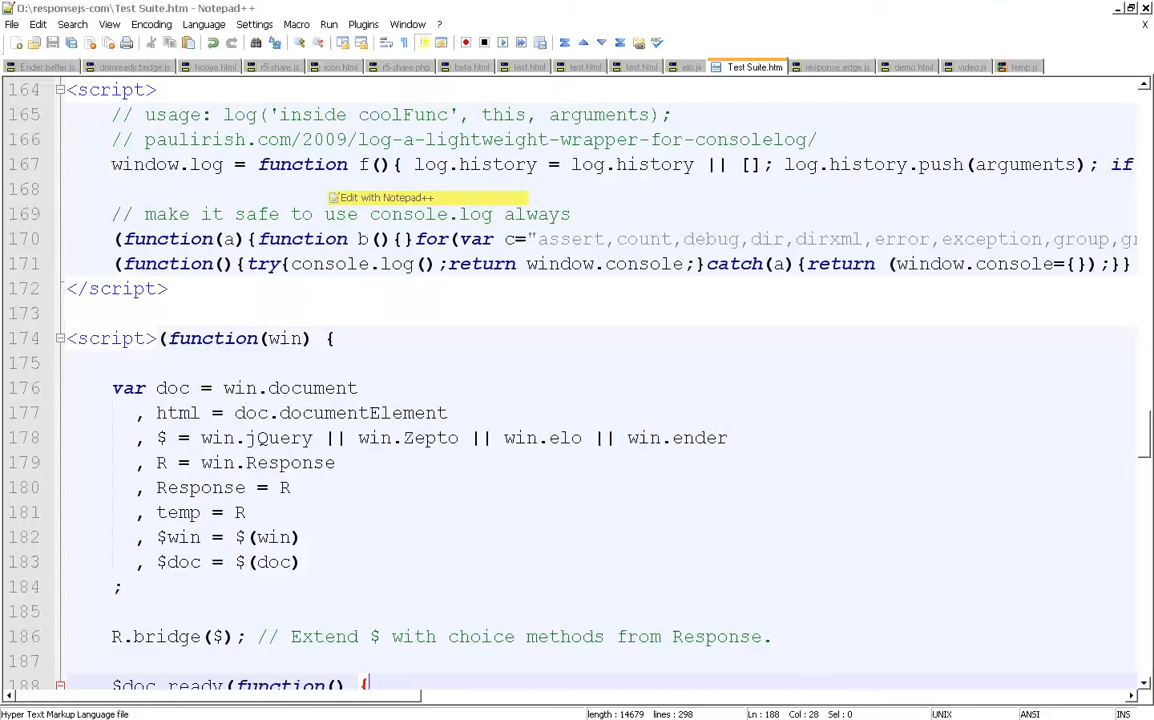 O:\responsejs-com\Test Suite.htm - Notepad++
File Edit Search View Encoding Language Settings Macro Run Plugins Window ? X
Ender.better.js domready.bridge.js hooya.html r5-share.js icon.html r5-share.php beta.html test.html test.html test.html elo.js Test Suite.htm response.edge.js demo.html video.js temp.js
164 <script>
165 // usage: log('inside coolFunc', this, arguments);
166 // paulirish.com/2009/log-a-lightweight-wrapper-for-consolelog/
167 window.log = function f(){ log.history = log.history || []; log.history.push(arguments); if
168
Edit with Notepad++
169 // make it safe to use console.log always
170 (function(a){function b(){}for(var c="assert,count,debug,dir,dirxml,error,exception,group,gr
171 (function(){try{console.log();return window.console;}catch(a){return (window.console={});}}
172 </script>
173
174 <script>(function(win) {
175
176 var doc = win.document
177 , html = doc.documentElement
178 , $ = win.jQuery || win.Zepto || win.elo || win.ender
179 , R = win.Response
180 , Response = R
181 , temp = R
182 , $win = $(win)
183 , $doc = $(doc)
184 ;
185
186 R.bridge($); // Extend $ with choice methods from Response.
187
188 $doc.ready(function() {
Hyper Text Markup Language file length : 14679 lines : 298 Ln : 188 Col : 28 Sel : 0 UNIX ANSI INS